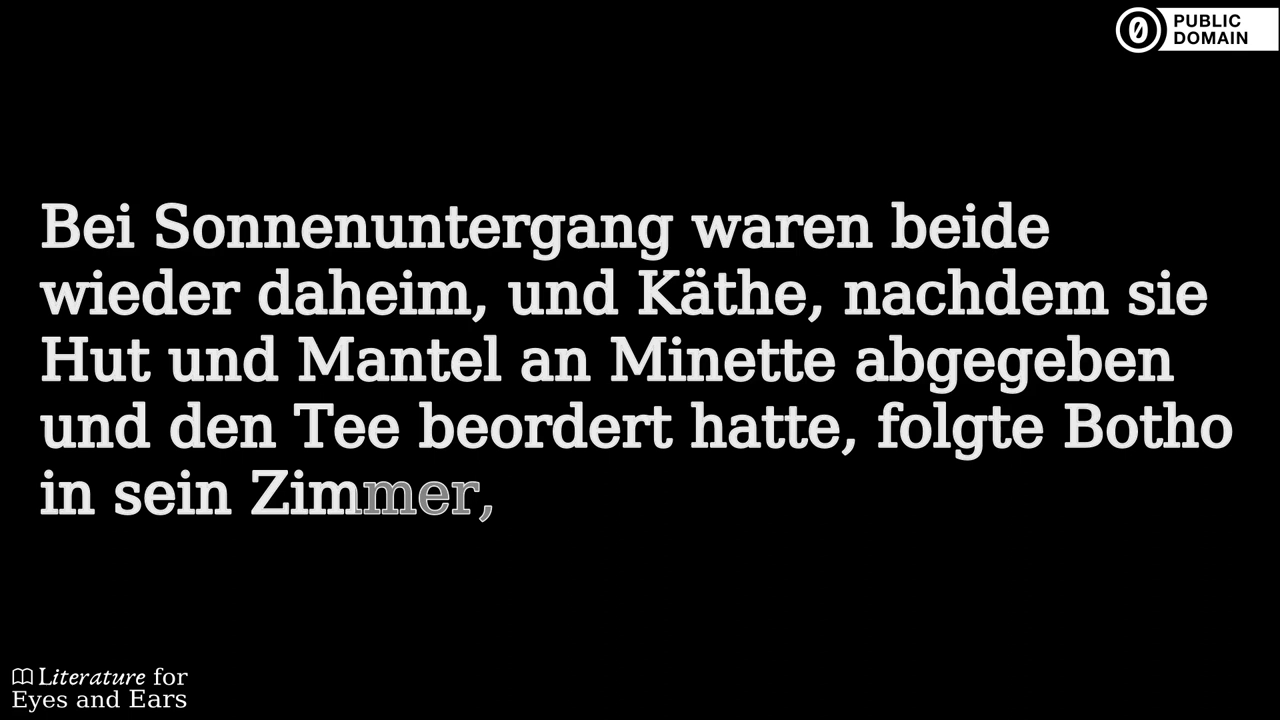 PUBLIC
DOMAIN
Bei Sonnenuntergang waren beide
wieder daheim, und Käthe, nachdem sie
Hut und Mantel an Minette abgegeben
und den Tee beordert hatte, folgte Botho
in sein Zimmer,
Literature for
Eyes and Ears